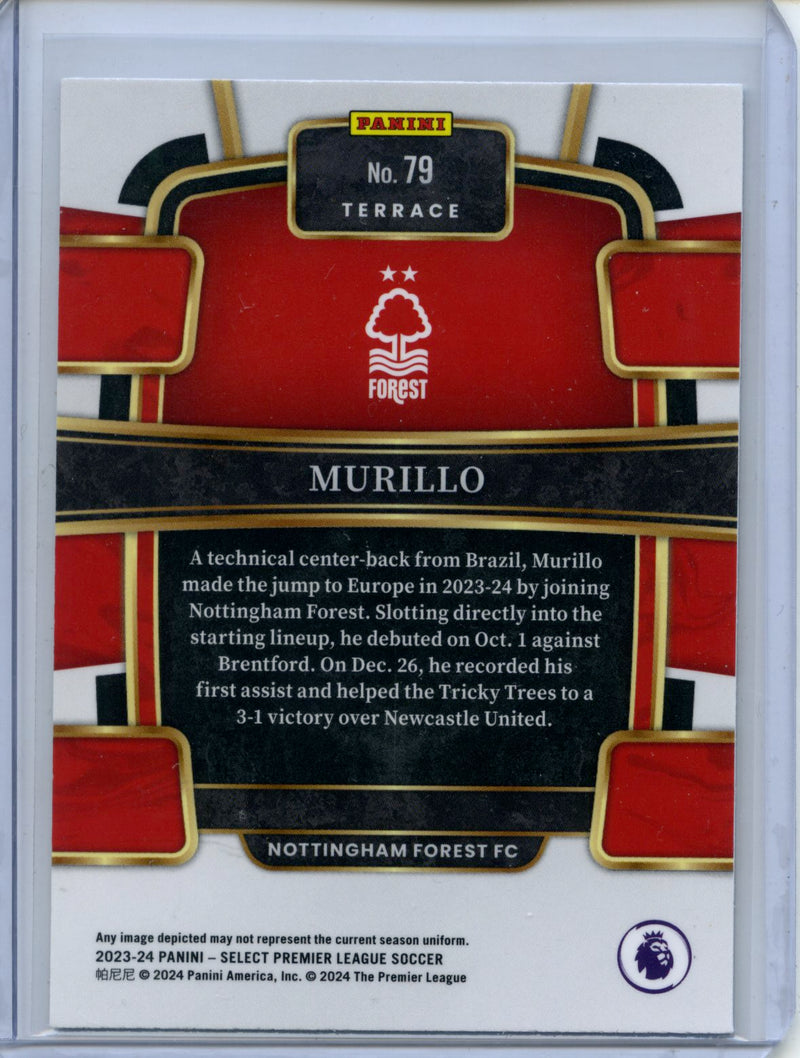 PANINI
No. 79
TERRACE
FOREST
MURILLO
A technical center-back from Brazil, Murillo
made the jump to Europe in 2023-24 by joining
Nottingham Forest. Slotting directly into the
starting lineup, he debuted on Oct. 1 against
Brentford. On Dec. 26, he recorded his
first assist and helped the Tricky Trees to a
3-1 victory over Newcastle United.
NOTTINGHAM FOREST FC
Any image depicted may not represent the current season uniform.
2023-24 PANINI – SELECT PREMIER LEAGUE SOCCER
帕尼尼 © 2024 Panini America, Inc. © 2024 The Premier League